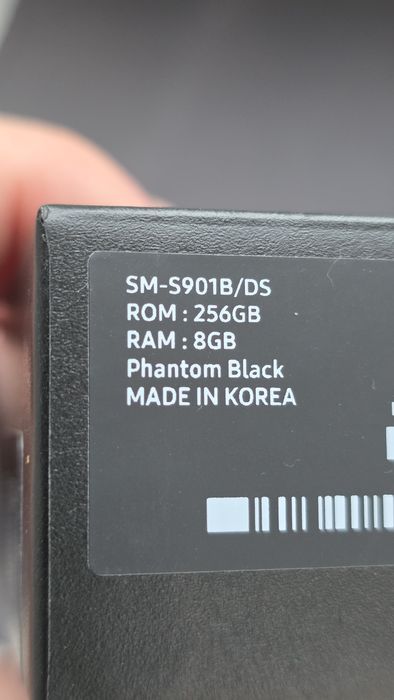 SM-S901B/DS
ROM : 256GB
RAM : 8GB
Phantom Black
MADE IN KOREA